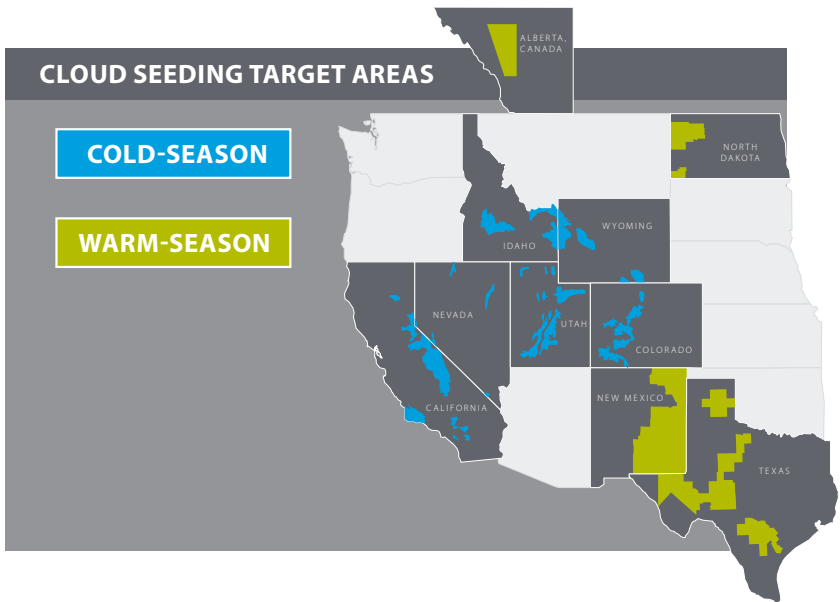 ALBERTA,
CANADA
CLOUD SEEDING TARGET AREAS
COLD-SEASON
NORTH
DAKOTA
WARM-SEASON
WYOMING
IDAHO
NEVADA
UTAH
COLORADO
NEW MEXICO
CALIFORNIA
TEXAS